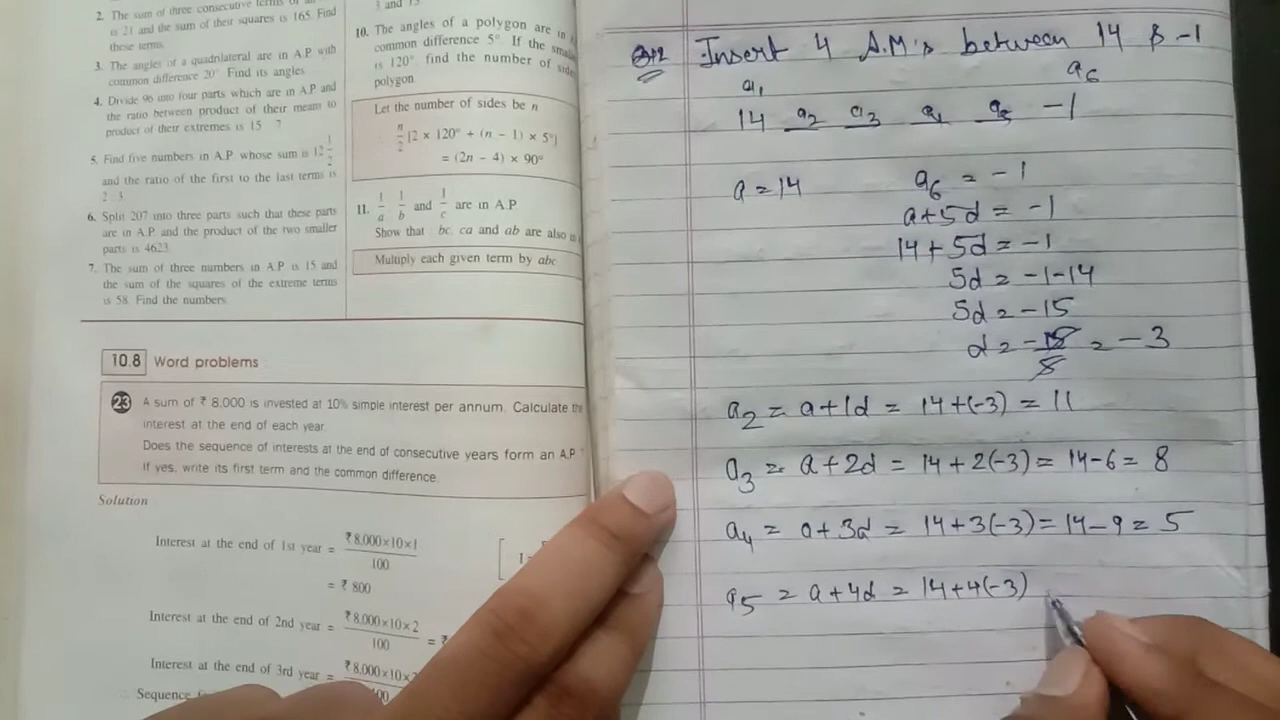 2. The sum of three consecutive terms of an
is 21 and the sum of their squares is 165. Find
these terms.
3. The angles of a quadrilateral are in A.P. with
common difference 20° Find its angles.
4. Divide 96 into four parts which are in A.P and
the ratio between product of their means to
product of their extremes is 15 7
5. Find five numbers in A.P. whose sum is 12 1/2
and the ratio of the first to the last terms is
2 3
6. Split 207 into three parts such that these parts
are in A.P. and the product of the two smaller
parts is 4623.
7. The sum of three numbers in A.P. is 15 and
the sum of the squares of the extreme terms
is 58. Find the numbers.
3 and 13
10. The angles of a polygon are in
common difference 5° If the
is 120° find the number of
polygon.
Let the number of sides be n
n/2 [2 × 120° + (n − 1) × 5°]
= (2n − 4) × 90°
11. 1/a 1/b and 1/c are in A.P
Show that bc, ca and ab are also
Multiply each given term by abc
10.8 Word problems
23 A sum of ₹ 8,000 is invested at 10% simple interest per annum. Calculate the
interest at the end of each year.
Does the sequence of interests at the end of consecutive years form an A.P.
If yes, write its first term and the common difference.
Solution
Interest at the end of 1st year = ₹8,000×10×1/100
= ₹ 800
Interest at the end of 2nd year = ₹8,000×10×2/100 = ₹
Interest at the end of 3rd year = ₹8,000×10×
Sequence
Insert 4 A.M.'s between 14 & -1
a1 a6
14 a2 a3 a4 a5 -1
a = 14 a6 = -1
a+5d = -1
14+5d = -1
5d = -1-14
5d = -15
d = -15/5 = -3
a2 = a+1d = 14+(-3) = 11
a3 = a+2d = 14+2(-3) = 14-6 = 8
a4 = a+3d = 14+3(-3) = 14-9 = 5
a5 = a+4d = 14+4(-3)